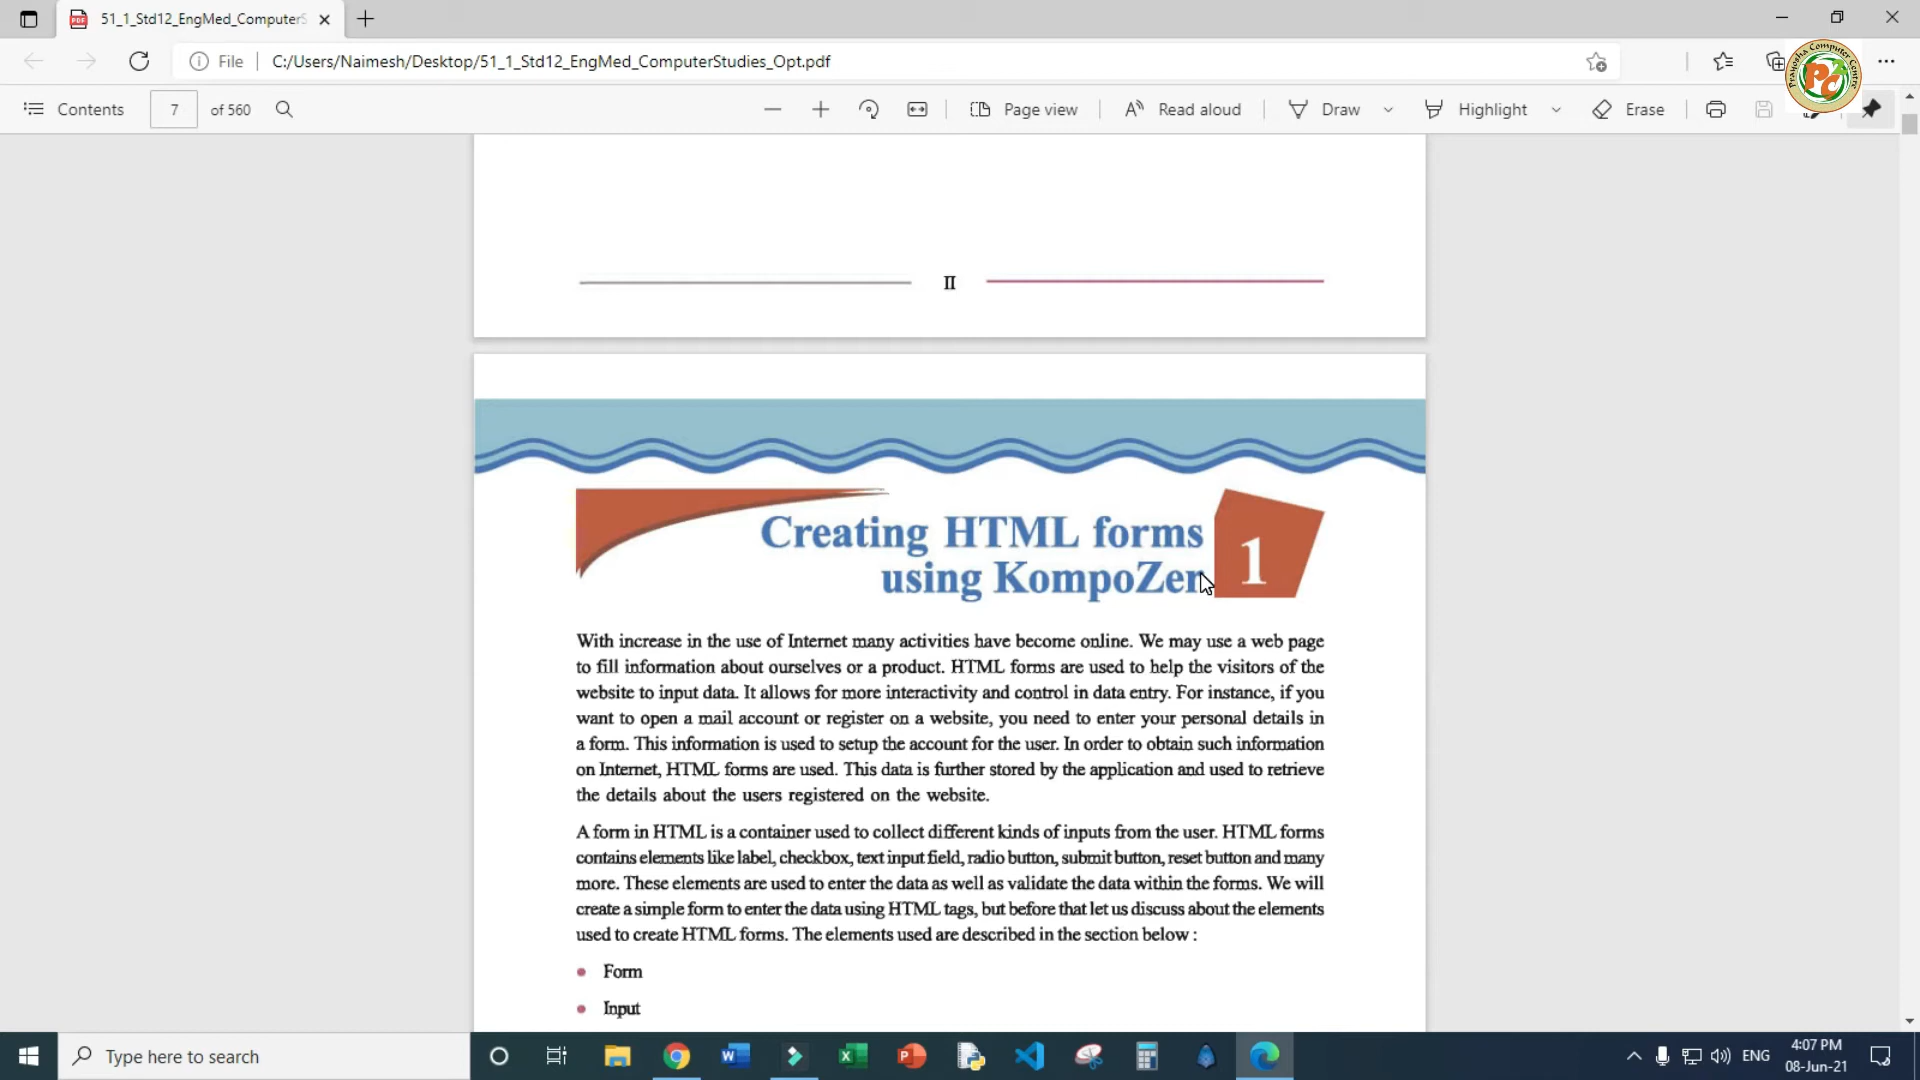 51_1_Std12_EngMed_ComputerS
File
C:/Users/Naimesh/Desktop/51_1_Std12_EngMed_ComputerStudies_Opt.pdf
Prayosha Computer Centre
Contents
7
of 560
Page view
Read aloud
Draw
Highlight
Erase
II
Creating HTML forms
using KompoZer
1
With increase in the use of Internet many activities have become online. We may use a web page
to fill information about ourselves or a product. HTML forms are used to help the visitors of the
website to input data. It allows for more interactivity and control in data entry. For instance, if you
want to open a mail account or register on a website, you need to enter your personal details in
a form. This information is used to setup the account for the user. In order to obtain such information
on Internet, HTML forms are used. This data is further stored by the application and used to retrieve
the details about the users registered on the website.
A form in HTML is a container used to collect different kinds of inputs from the user. HTML forms
contains elements like label, checkbox, text input field, radio button, submit button, reset button and many
more. These elements are used to enter the data as well as validate the data within the forms. We will
create a simple form to enter the data using HTML tags, but before that let us discuss about the elements
used to create HTML forms. The elements used are described in the section below :
• Form
• Input
Type here to search
ENG
4:07 PM
08-Jun-21